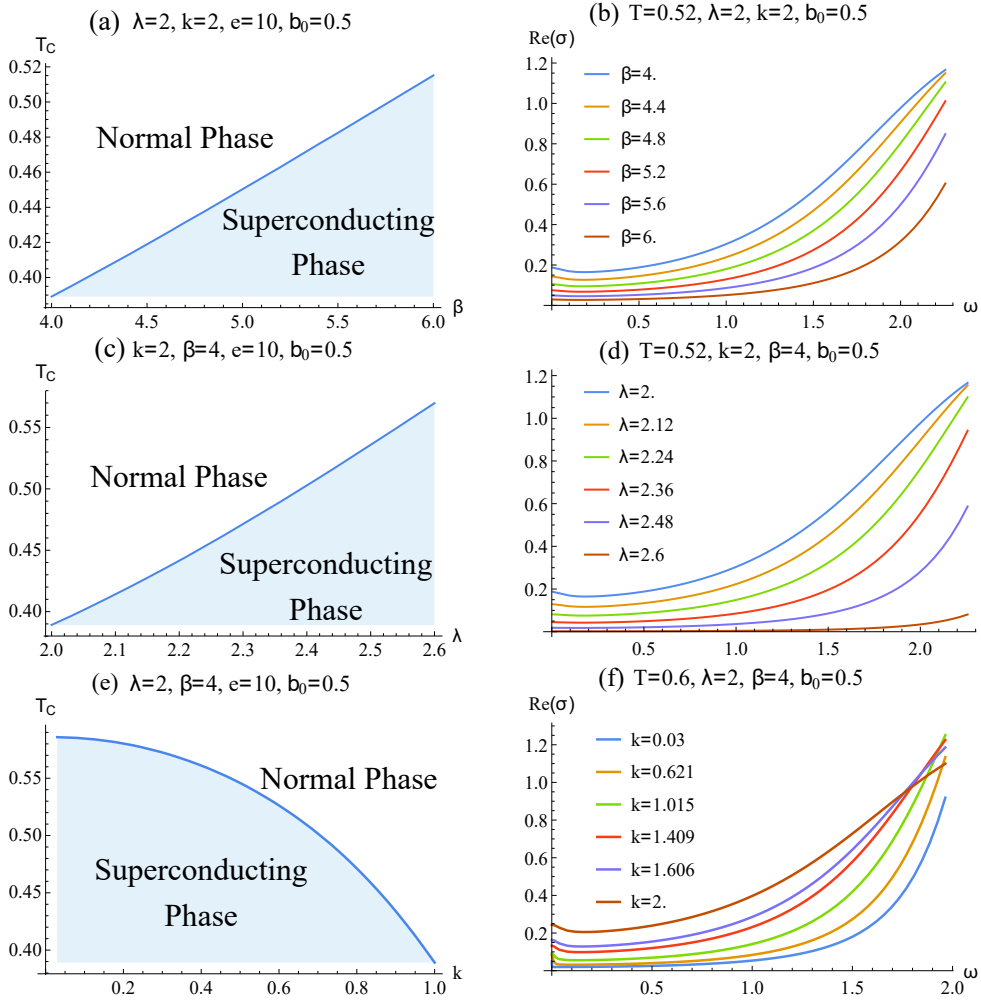 (a) λ=2, k=2, e=10, b₀=0.5
T_C
0.52
0.50
0.48
0.46
0.44
0.42
0.40
Normal Phase
Superconducting
Phase
4.0 4.5 5.0 5.5 6.0 β
(b) T=0.52, λ=2, k=2, b₀=0.5
Re(σ)
1.2
1.0
0.8
0.6
0.4
0.2
β=4.
β=4.4
β=4.8
β=5.2
β=5.6
β=6.
0.5 1.0 1.5 2.0 ω
(c) k=2, β=4, e=10, b₀=0.5
T_C
0.55
0.50
0.45
0.40
Normal Phase
Superconducting
Phase
2.0 2.1 2.2 2.3 2.4 2.5 2.6 λ
(d) T=0.52, k=2, β=4, b₀=0.5
Re(σ)
1.2
1.0
0.8
0.6
0.4
0.2
λ=2.
λ=2.12
λ=2.24
λ=2.36
λ=2.48
λ=2.6
0.5 1.0 1.5 2.0 ω
(e) λ=2, β=4, e=10, b₀=0.5
T_C
0.55
0.50
0.45
0.40
Normal Phase
Superconducting
Phase
0.2 0.4 0.6 0.8 1.0 k
(f) T=0.6, λ=2, β=4, b₀=0.5
Re(σ)
1.2
1.0
0.8
0.6
0.4
0.2
k=0.03
k=0.621
k=1.015
k=1.409
k=1.606
k=2.
0.5 1.0 1.5 2.0 ω